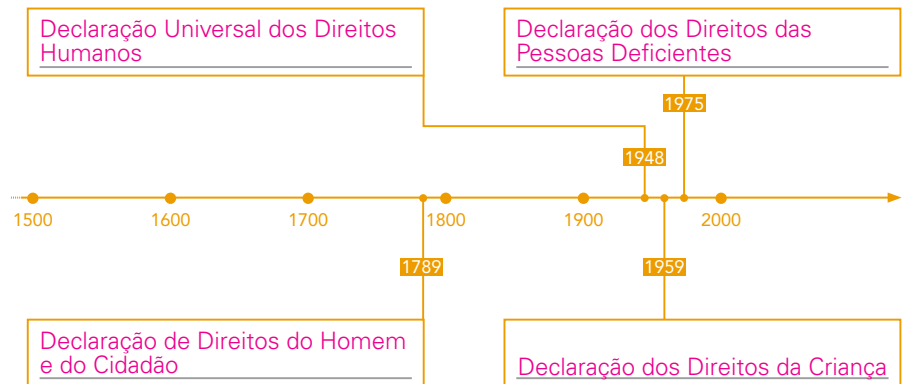 Declaração Universal dos Direitos
Humanos
Declaração dos Direitos das
Pessoas Deficientes
1975
1948
1500
1600
1700
1800
1900
2000
1789
1959
Declaração de Direitos do Homem
e do Cidadão
Declaração dos Direitos da Criança